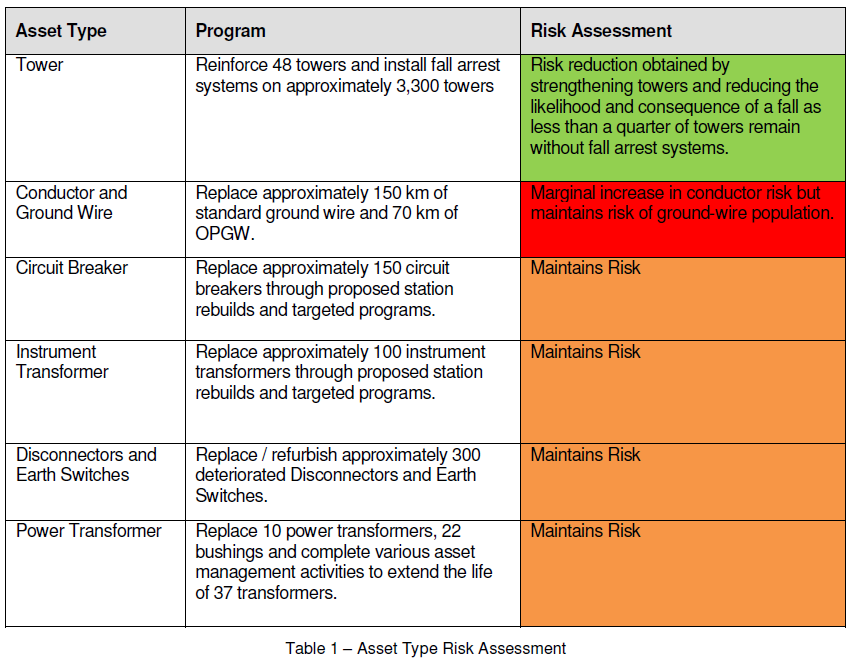 Asset Type Program Risk Assessment
Tower
Reinforce 48 towers and install fall arrest
systems on approximately 3,300 towers
Risk reduction obtained by
strengthening towers and reducing the
likelihood and consequence of a fall as
less than a quarter of towers remain
without fall arrest systems.
Conductor and
Ground Wire
Replace approximately 150 km of
standard ground wire and 70 km of
OPGW.
Marginal increase in conductor risk but
maintains risk of ground-wire population.
Circuit Breaker
Replace approximately 150 circuit
breakers through proposed station
rebuilds and targeted programs.
Maintains Risk
Instrument
Transformer
Replace approximately 100 instrument
transformers through proposed station
rebuilds and targeted programs.
Maintains Risk
Disconnectors and
Earth Switches
Replace / refurbish approximately 300
deteriorated Disconnectors and Earth
Switches.
Maintains Risk
Power Transformer
Replace 10 power transformers, 22
bushings and complete various asset
management activities to extend the life
of 37 transformers.
Maintains Risk
Table 1 – Asset Type Risk Assessment